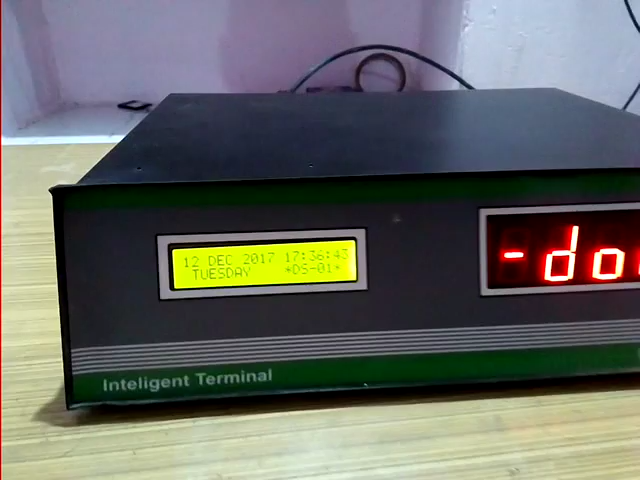 12 DEC 2017 17:36:43
TUESDAY *DS-01*
-do
Inteligent Terminal